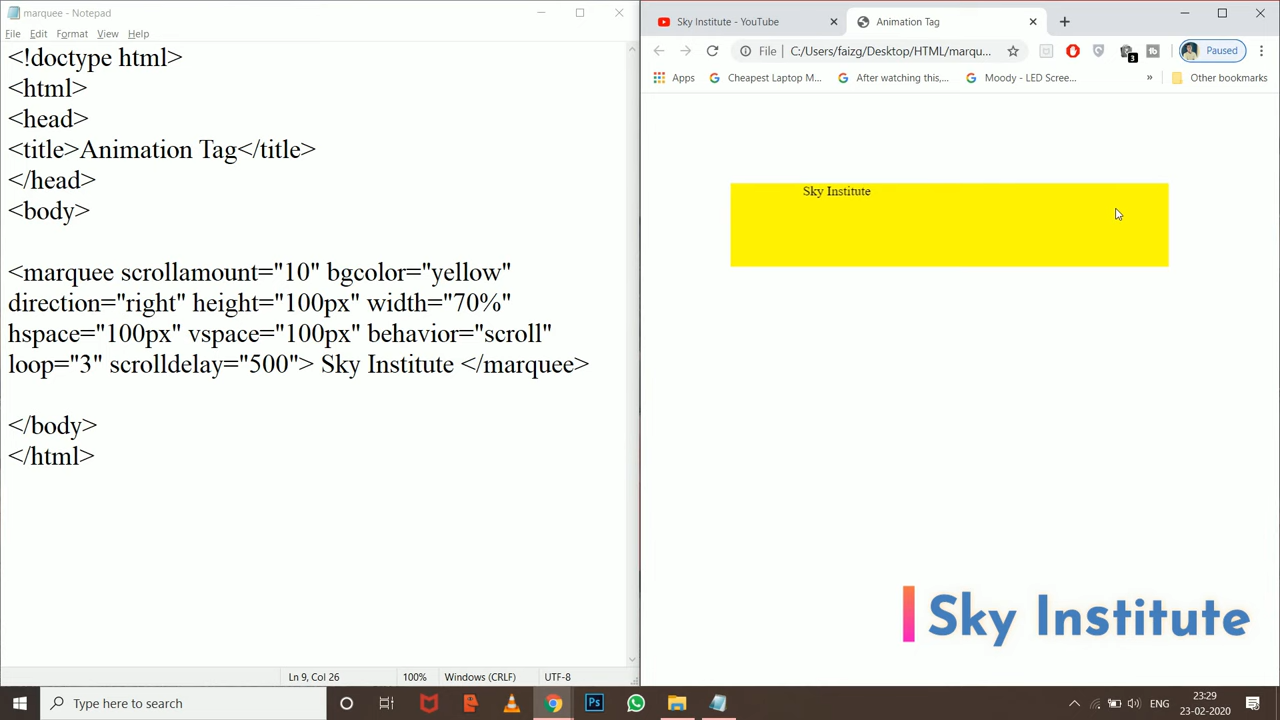 marquee - Notepad
File Edit Format View Help
<!doctype html>
<html>
<head>
<title>Animation Tag</title>
</head>
<body>
<marquee scrollamount="10" bgcolor="yellow"
direction="right" height="100px" width="70%"
hspace="100px" vspace="100px" behavior="scroll"
loop="3" scrolldelay="500"> Sky Institute </marquee>
</body>
</html>
Ln 9, Col 26 100% Windows (CRLF) UTF-8
Sky Institute - YouTube Animation Tag
File C:/Users/faizg/Desktop/HTML/marqu... 3 Paused
Apps Cheapest Laptop M... After watching this,... Moody - LED Scree... » Other bookmarks
Sky Institute
Sky Institute
Type here to search
Ps
ENG
23:29
23-02-2020